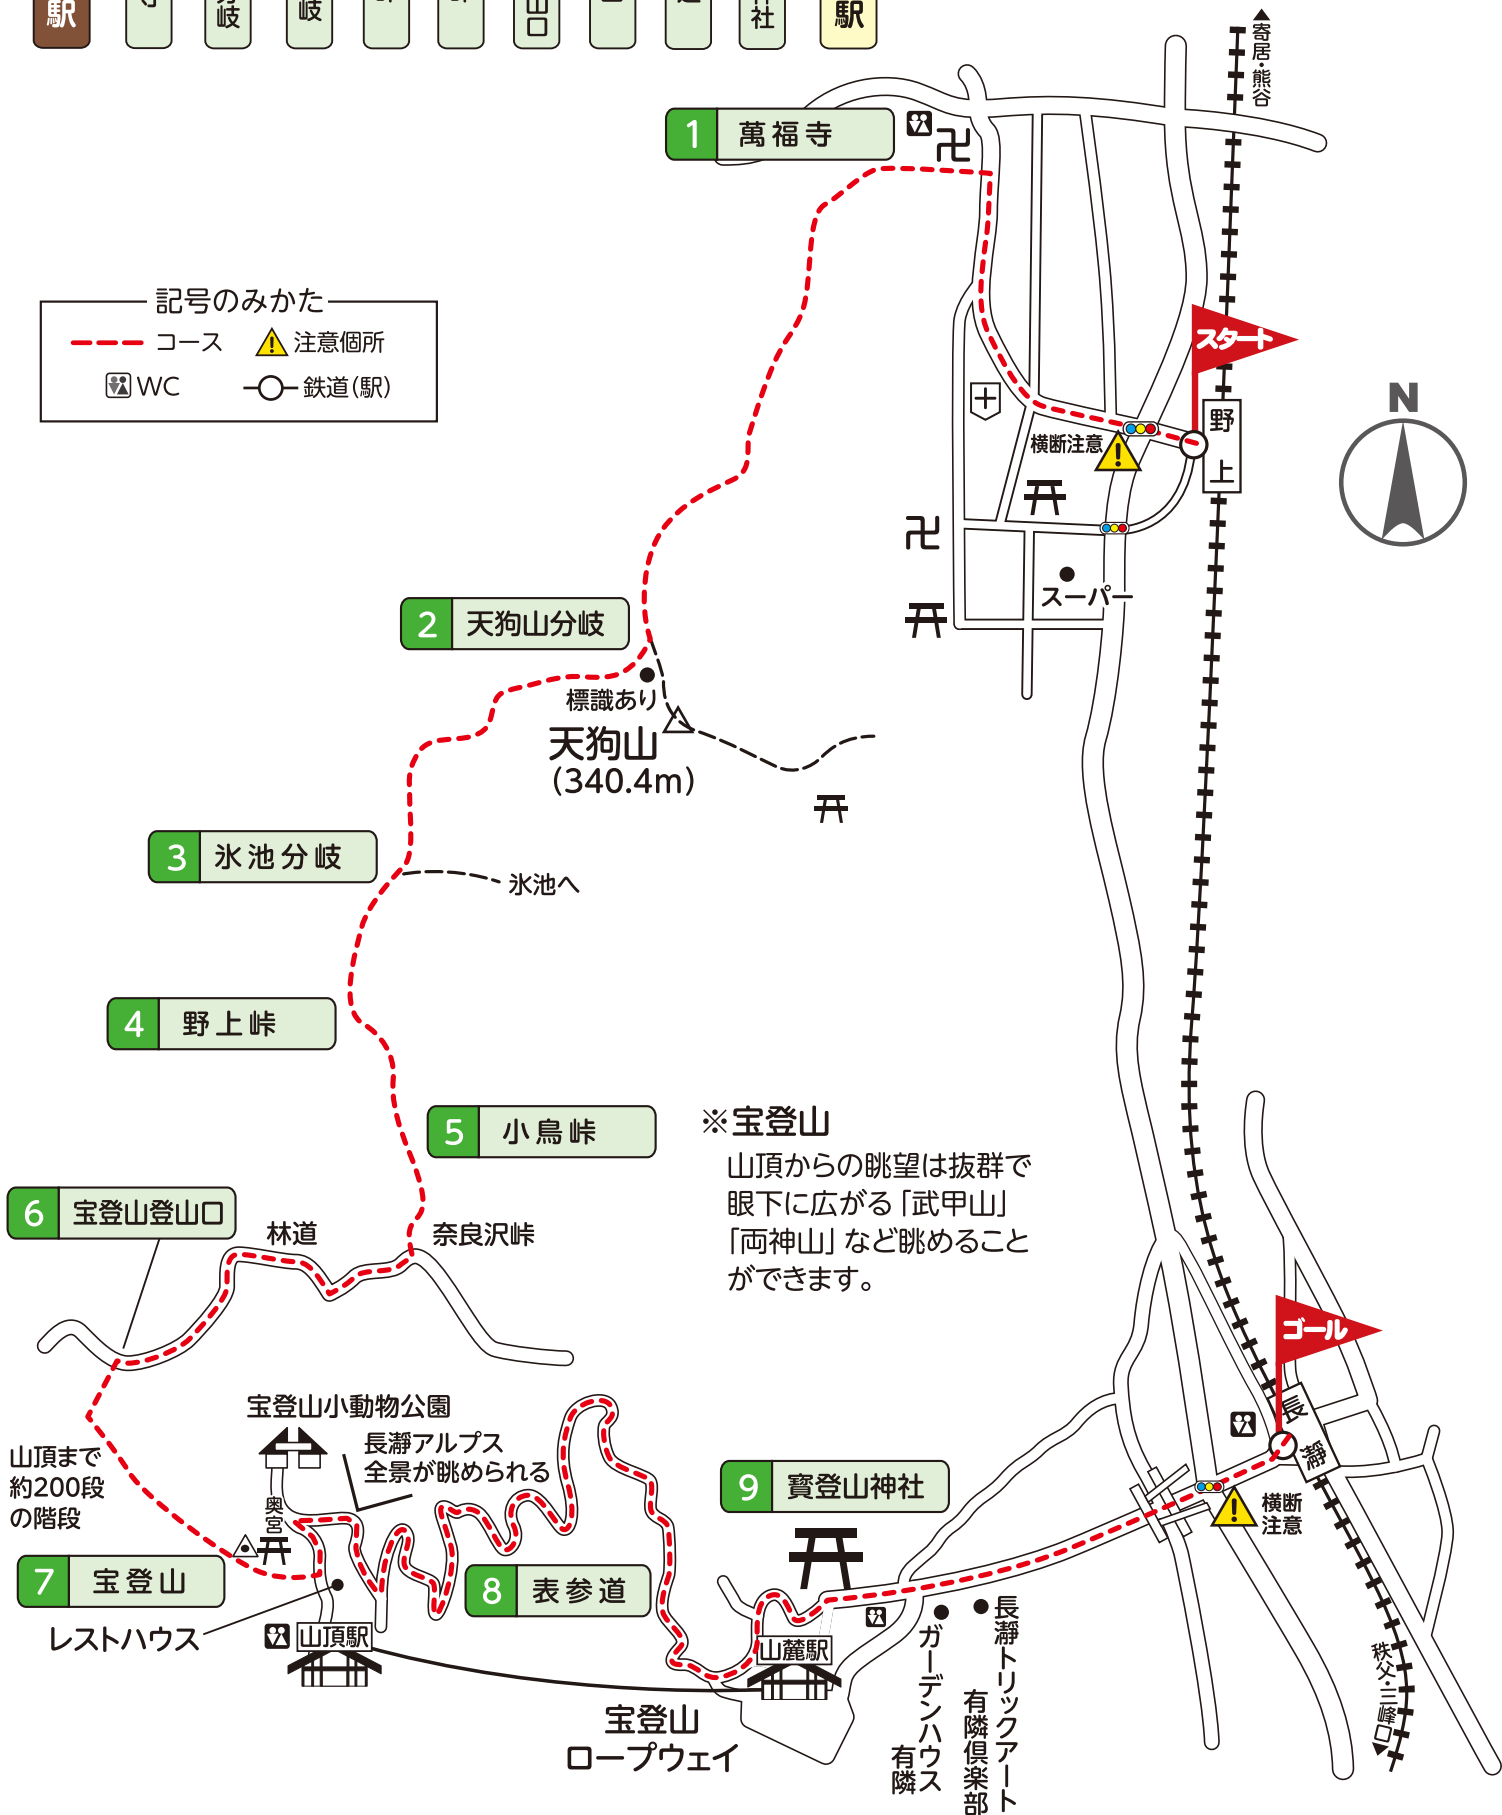 駅
分岐
岐
山口
道
神社
駅
寄居・熊谷
1 萬福寺
卍
記号のみかた
コース
注意個所
WC
鉄道(駅)
スタート
N
野上
横断注意
卍
スーパー
2 天狗山分岐
標識あり
天狗山
(340.4m)
3 氷池分岐
氷池へ
4 野上峠
5 小鳥峠
※宝登山
山頂からの眺望は抜群で
眼下に広がる「武甲山」
「両神山」など眺めること
ができます。
6 宝登山登山口
林道
奈良沢峠
ゴール
長瀞
宝登山小動物公園
長瀞アルプス
全景が眺められる
山頂まで
約200段
の階段
奥宮
9 寶登山神社
横断
注意
7 宝登山
8 表参道
レストハウス
山頂駅
山麓駅
宝登山
ロープウェイ
ガーデンハウス
有隣
長瀞トリックアート
有隣倶楽部
秩父・三峰口